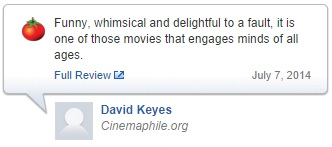 Funny, whimsical and delightful to a fault, it is
one of those movies that engages minds of all
ages.
Full Review July 7, 2014
David Keyes
Cinemaphile.org